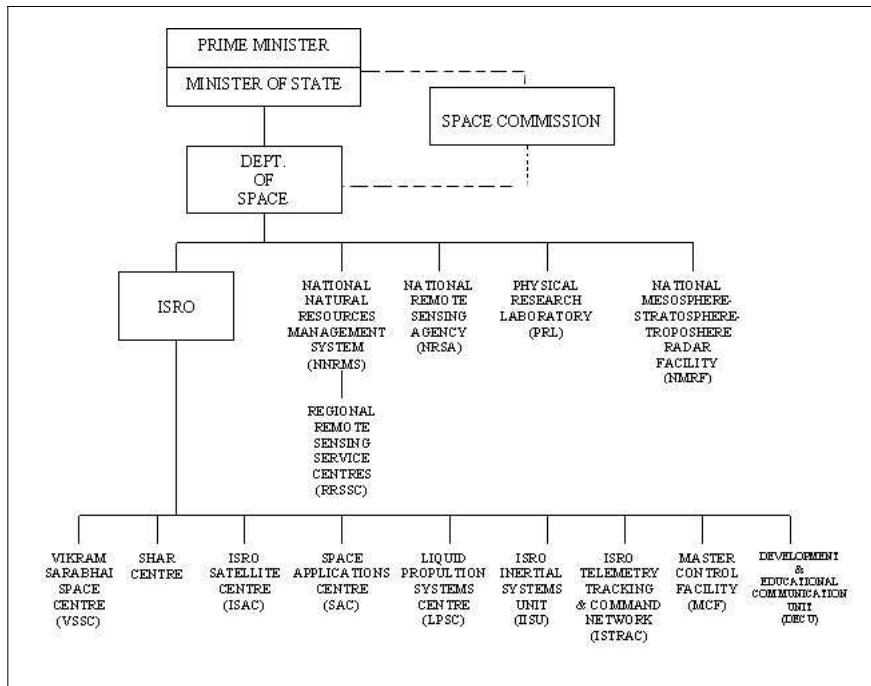 PRIME MINISTER
MINISTER OF STATE
SPACE COMMISSION
DEPT.
OF
SPACE
ISRO
NATIONAL
NATURAL
RESOURCES
MANAGEMENT
SYSTEM
(NNRMS)
NATIONAL
REMOTE
SENSING
AGENCY
(NRSA)
PHYSICAL
RESEARCH
LABORATORY
(PRL)
NATIONAL
MESOSPHERE-
STRATOSPHERE-
TROPOSHERE
RADAR
FACILITY
(NMRF)
REGIONAL
REMOTE
SENSING
SERVICE
CENTRES
(RRSSC)
VIKRAM
SARABHAI
SPACE
CENTRE
(VSSC)
SHAR
CENTRE
ISRO
SATELLITE
CENTRE
(ISAC)
SPACE
APPLICATIONS
CENTRE
(SAC)
LIQUID
PROPULTION
SYSTEMS
CENTRE
(LPSC)
ISRO
INERTIAL
SYSTEMS
UNIT
(IISU)
ISRO
TELEMETRY
TRACKING
& COMMAND
NETWORK
(ISTRAC)
MASTER
CONTROL
FACILITY
(MCF)
DEVELOPMENT
&
EDUCATIONAL
COMMUNICATION
UNIT
(DECU)